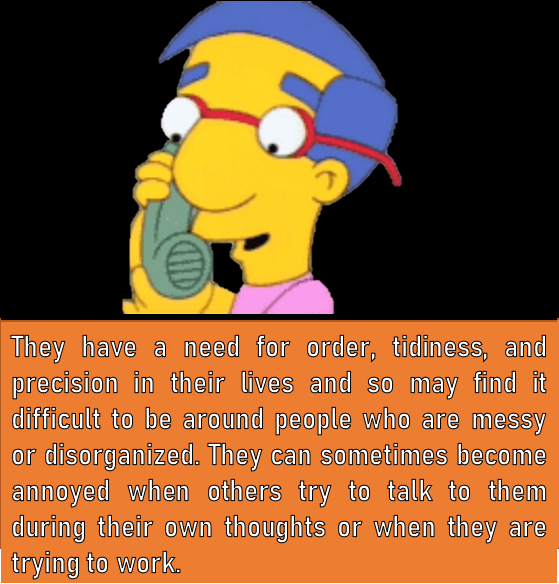 They have a need for order, tidiness, and
precision in their lives and so may find it
difficult to be around people who are messy
or disorganized. They can sometimes become
annoyed when others try to talk to them
during their own thoughts or when they are
trying to work.